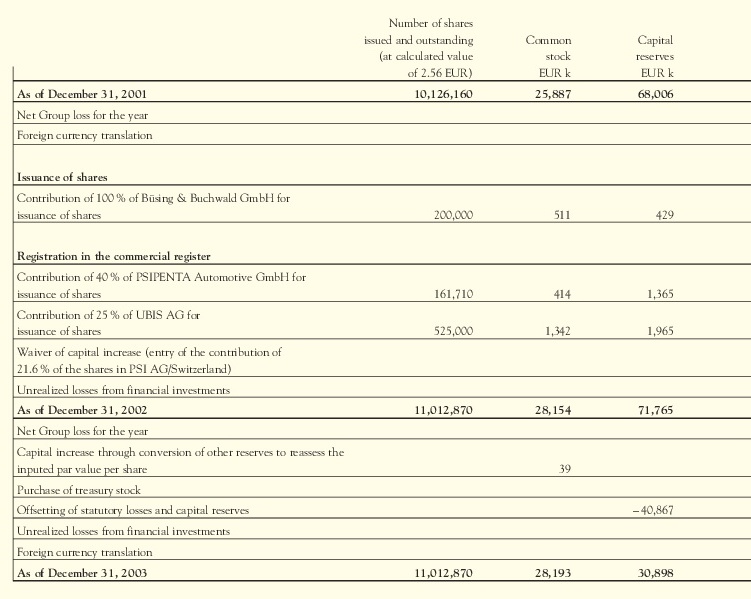 Number of shares
issued and outstanding Common Capital
(at calculated value stock reserves
of 2.56 EUR) EUR k EUR k
As of December 31, 2001 10,126,160 25,887 68,006
Net Group loss for the year
Foreign currency translation
Issuance of shares
Contribution of 100 % of Büsing & Buchwald GmbH for
issuance of shares 200,000 511 429
Registration in the commercial register
Contribution of 40 % of PSIPENTA Automotive GmbH for
issuance of shares 161,710 414 1,365
Contribution of 25 % of UBIS AG for
issuance of shares 525,000 1,342 1,965
Waiver of capital increase (entry of the contribution of
21.6 % of the shares in PSI AG/Switzerland)
Unrealized losses from financial investments
As of December 31, 2002 11,012,870 28,154 71,765
Net Group loss for the year
Capital increase through conversion of other reserves to reassess the
inputed par value per share 39
Purchase of treasury stock
Offsetting of statutory losses and capital reserves –40,867
Unrealized losses from financial investments
Foreign currency translation
As of December 31, 2003 11,012,870 28,193 30,898